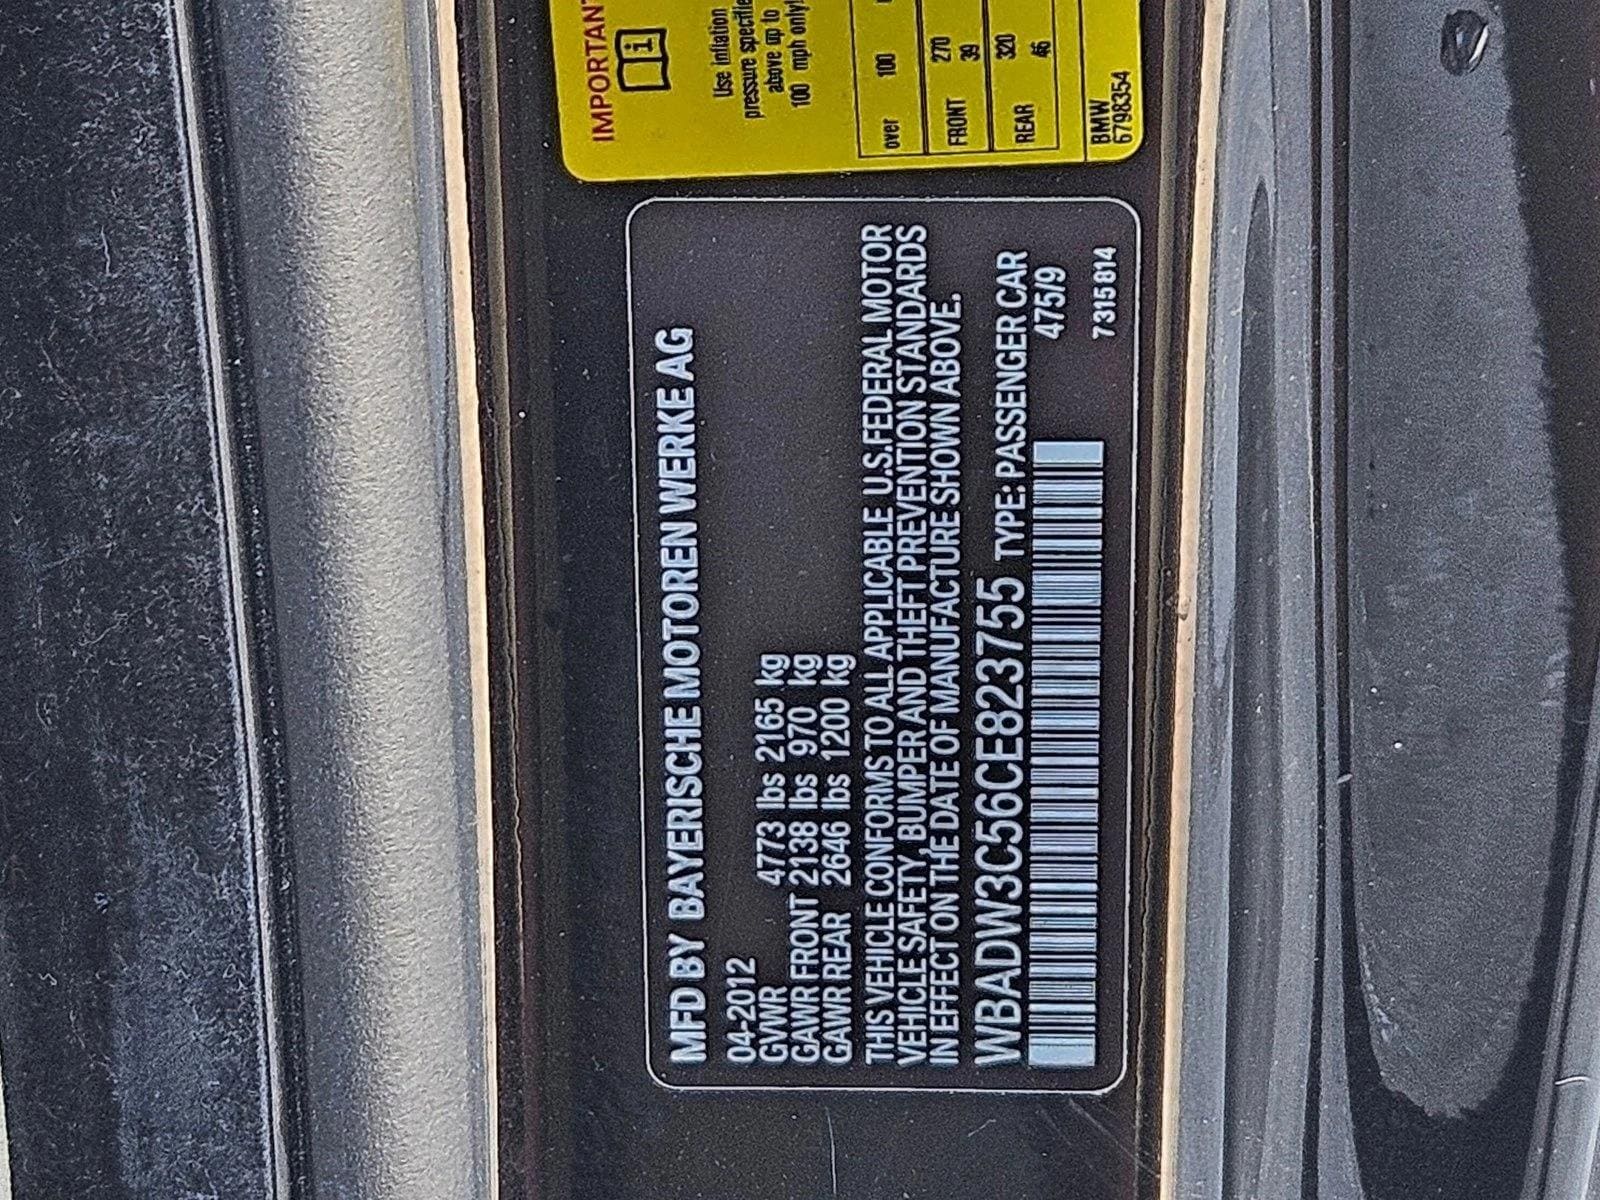 MFD BY BAYERISCHE MOTOREN WERKE AG
04-2012
GVWR 4773 lbs 2165 kg
GAWR FRONT 2138 lbs 970 kg
GAWR REAR 2646 lbs 1200 kg
THIS VEHICLE CONFORMS TO ALL APPLICABLE U.S.FEDERAL MOTOR
VEHICLE SAFETY, BUMPER AND THEFT PREVENTION STANDARDS
IN EFFECT ON THE DATE OF MANUFACTURE SHOWN ABOVE.
WBADW3C56CE823755 TYPE: PASSENGER CAR
475/9
7315814
IMPORTANT
Use inflation
pressure specifie
above up to
100 mph only!
over 100
FRONT 270
39
REAR 320
46
BMW
6798354